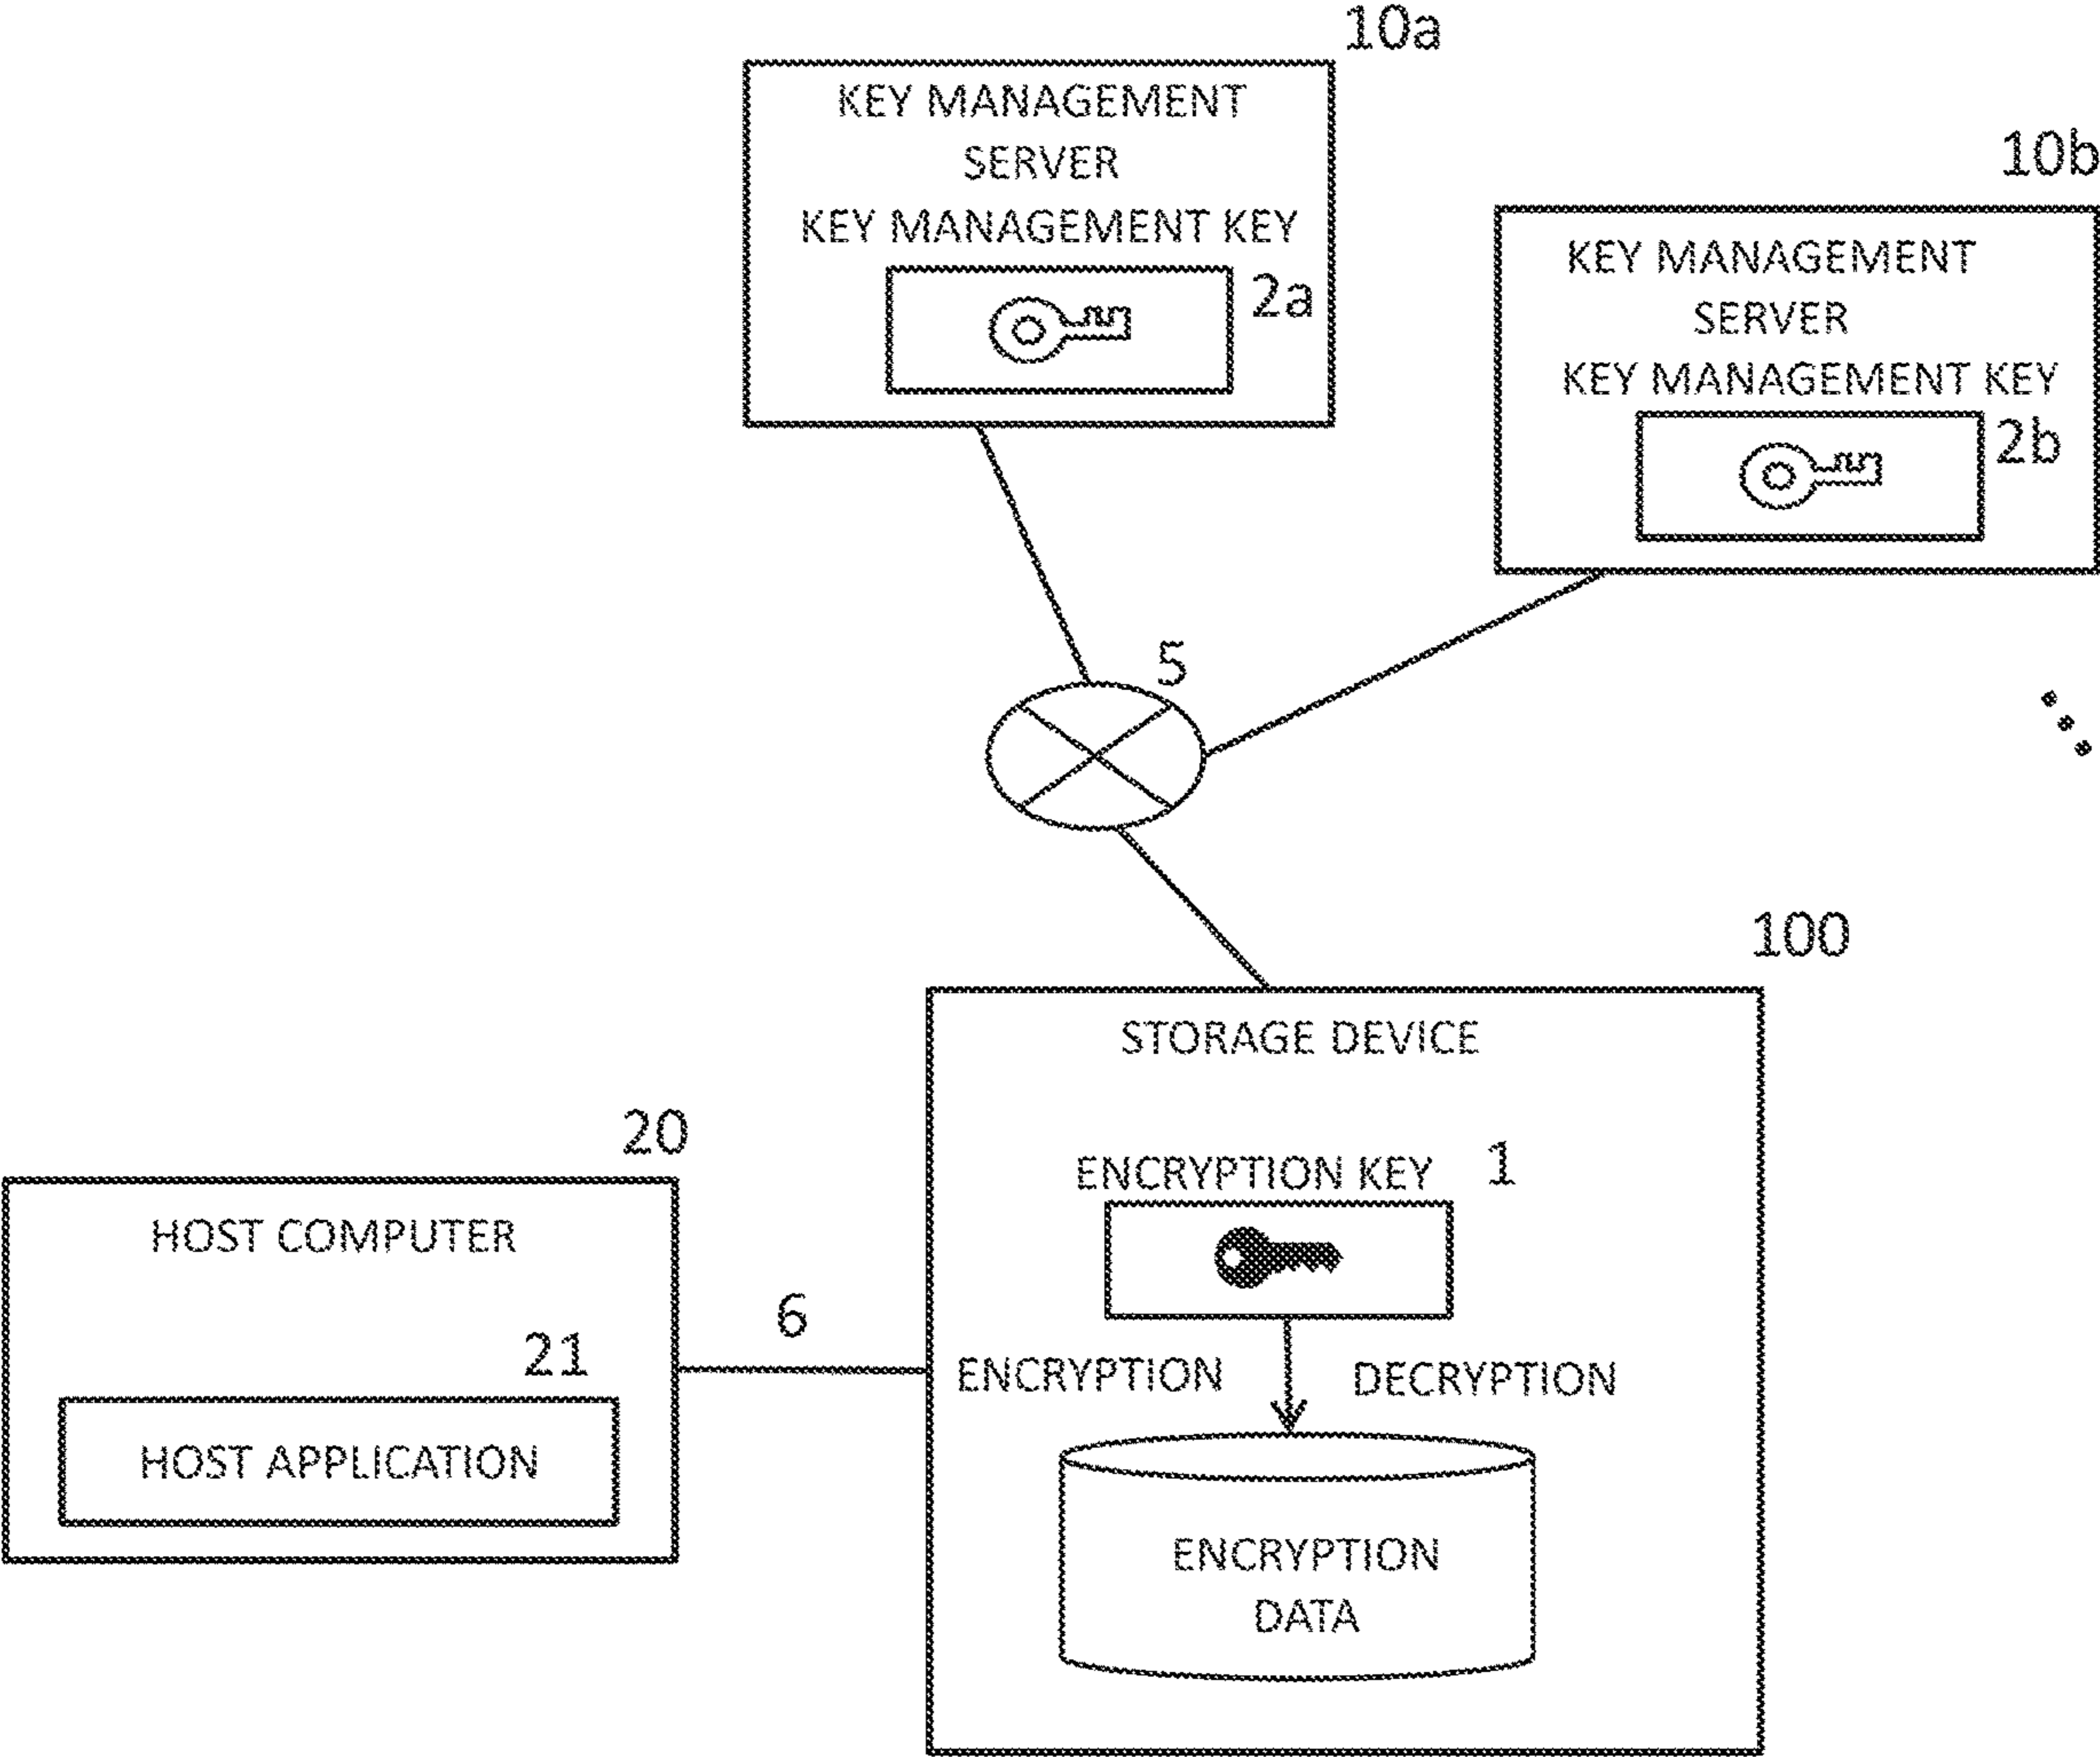 10a
KEY MANAGEMENT
SERVER
KEY MANAGEMENT KEY
2a
10b
KEY MANAGEMENT
SERVER
KEY MANAGEMENT KEY
2b
5
100
STORAGE DEVICE
ENCRYPTION KEY 1
ENCRYPTION DECRYPTION
ENCRYPTION
DATA
20
HOST COMPUTER
6
21
HOST APPLICATION